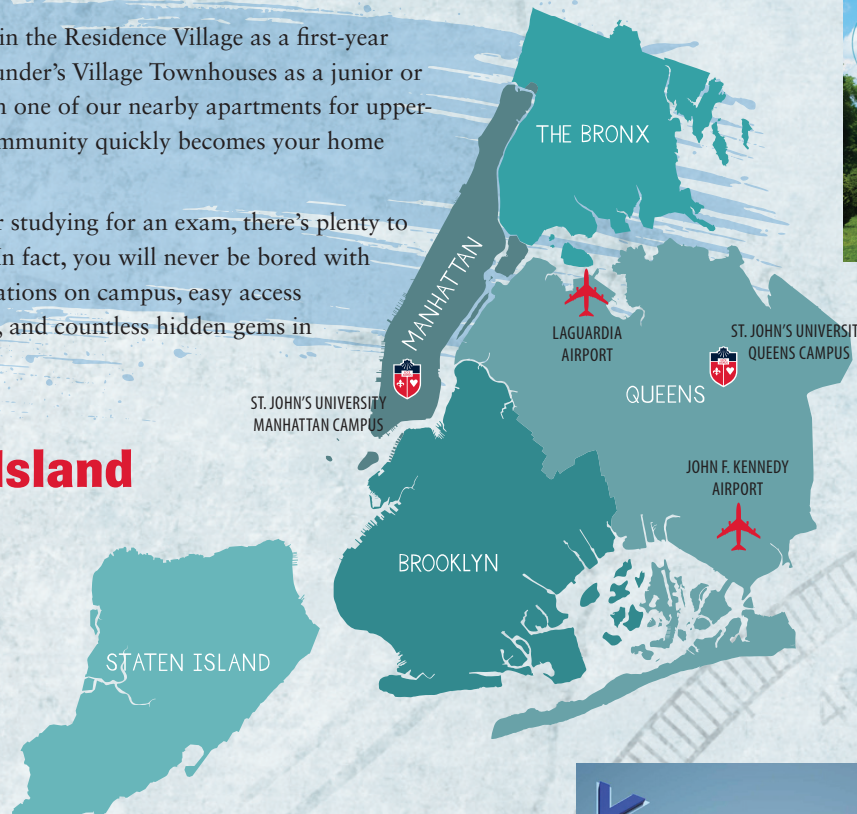 in the Residence Village as a first-year
under's Village Townhouses as a junior or
n one of our nearby apartments for upper-
mmunity quickly becomes your home
r studying for an exam, there's plenty to
In fact, you will never be bored with
ations on campus, easy access
, and countless hidden gems in
Island
THE BRONX
MANHATTAN
LAGUARDIA
AIRPORT
ST. JOHN'S UNIVERSIT
QUEENS CAMPUS
QUEENS
ST. JOHN'S UNIVERSITY
MANHATTAN CAMPUS
JOHN F. KENNEDY
AIRPORT
BROOKLYN
STATEN ISLAND